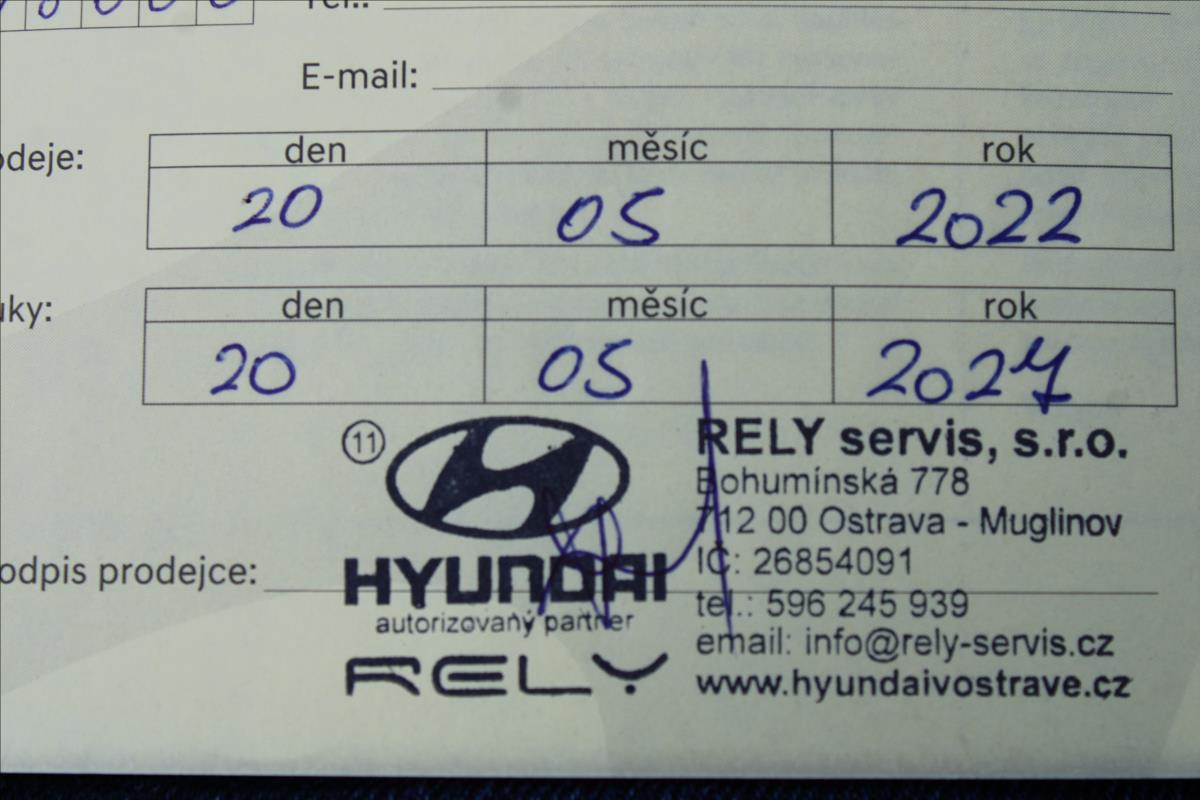 E-mail:
den měsíc rok
20 05 2022
den měsíc rok
20 05 2027
11
HYUNDAI
autorizovaný partner
RELY
RELY servis, s.r.o.
Bohumínská 778
712 00 Ostrava - Muglinov
IČ: 26854091
tel.: 596 245 939
email: info@rely-servis.cz
www.hyundaivostrave.cz
odpis prodejce: